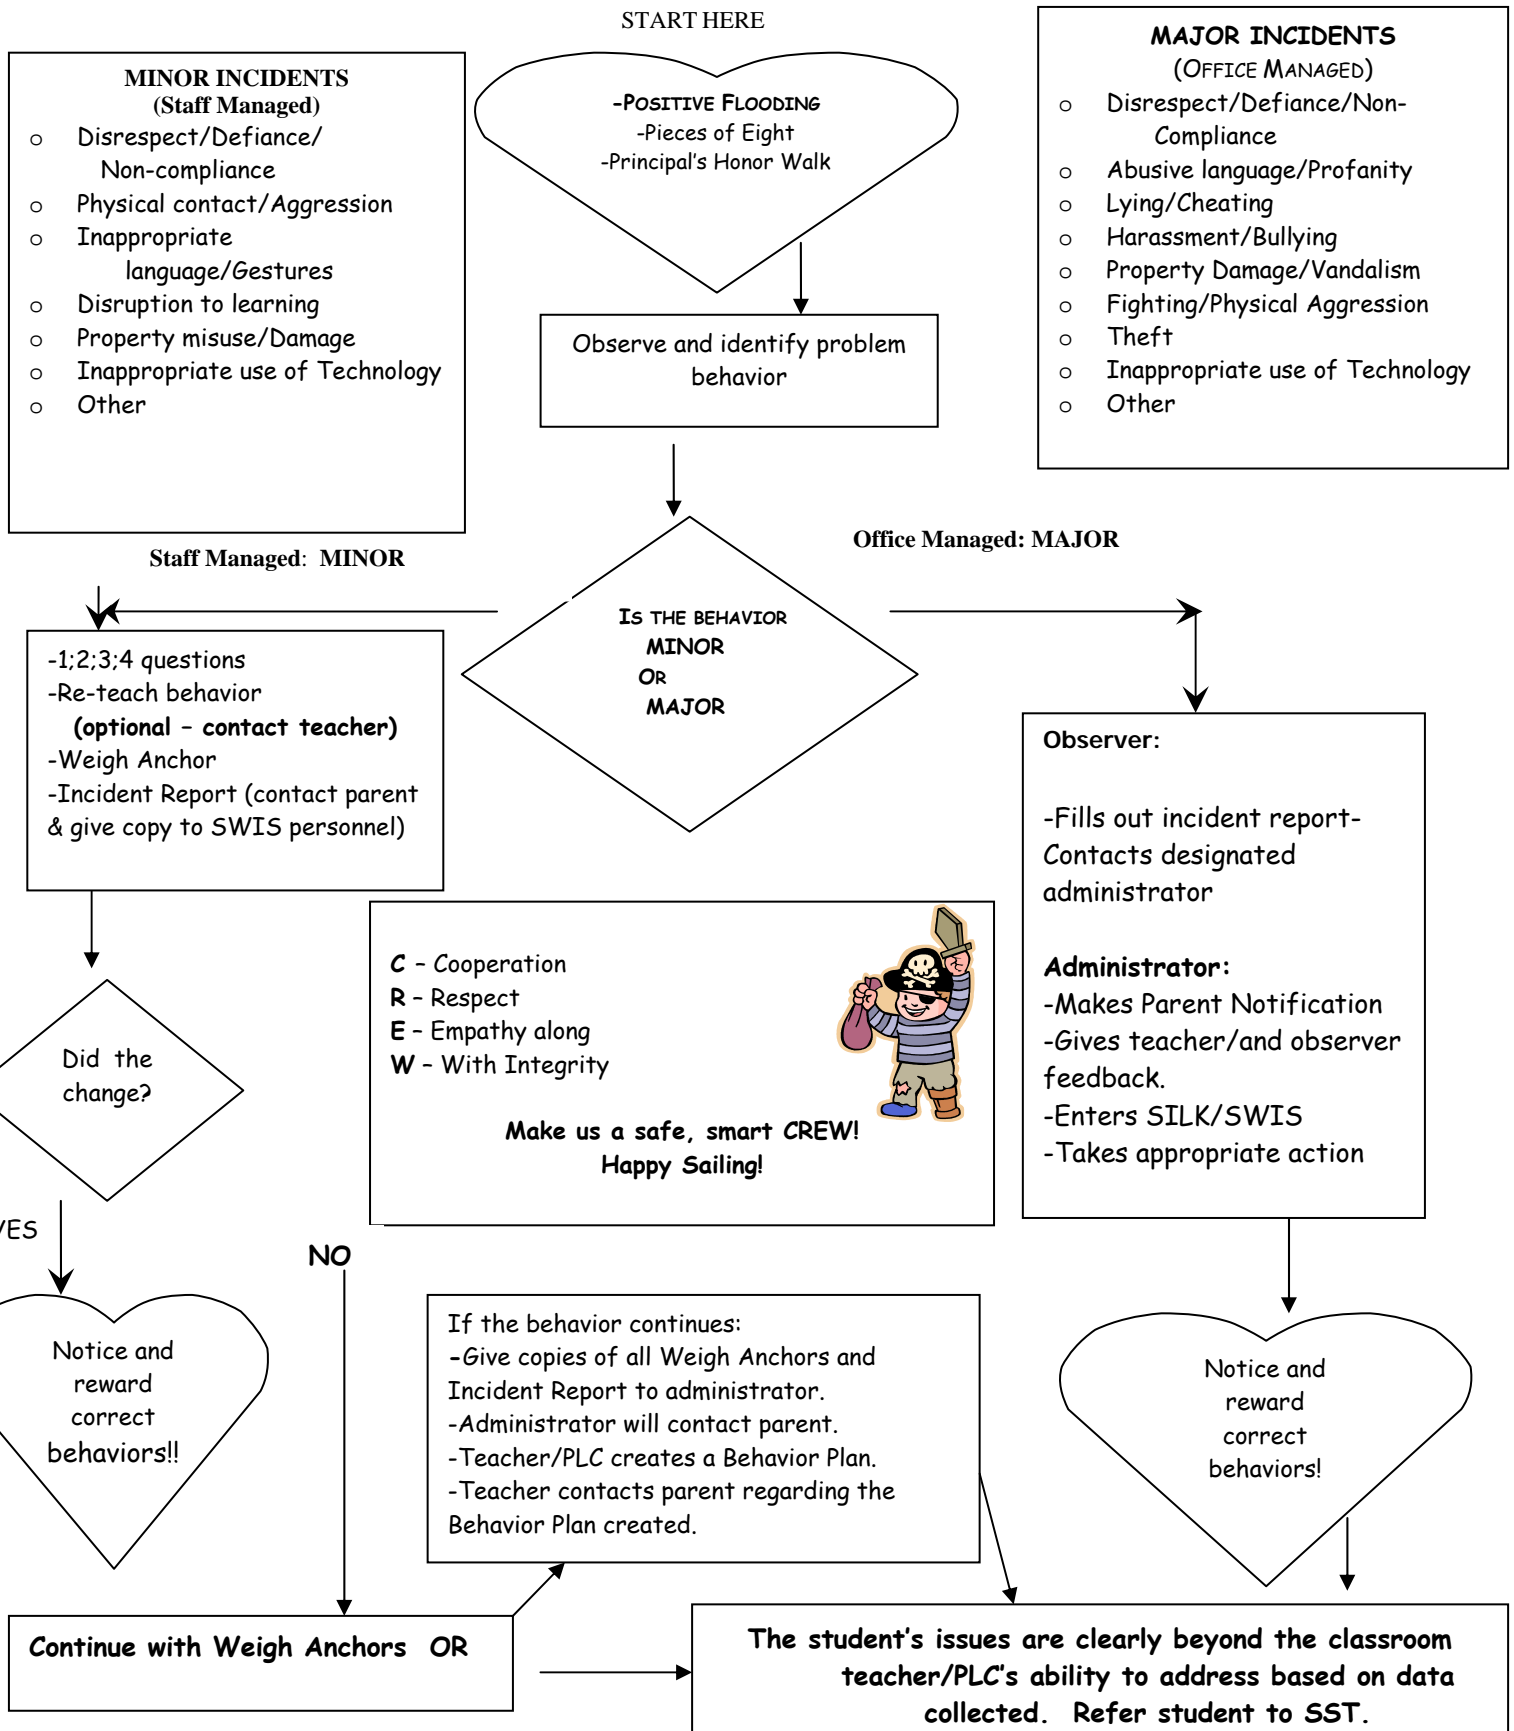 START HERE
MINOR INCIDENTS
(Staff Managed)
o Disrespect/Defiance/
Non-compliance
o Physical contact/Aggression
o Inappropriate
language/Gestures
o Disruption to learning
o Property misuse/Damage
o Inappropriate use of Technology
o Other
-POSITIVE FLOODING
-Pieces of Eight
-Principal's Honor Walk
MAJOR INCIDENTS
(OFFICE MANAGED)
o Disrespect/Defiance/Non-
Compliance
o Abusive language/Profanity
o Lying/Cheating
o Harassment/Bullying
o Property Damage/Vandalism
o Fighting/Physical Aggression
o Theft
o Inappropriate use of Technology
o Other
Observe and identify problem
behavior
Staff Managed: MINOR
Office Managed: MAJOR
IS THE BEHAVIOR
MINOR
OR
MAJOR
-1;2;3;4 questions
-Re-teach behavior
(optional – contact teacher)
-Weigh Anchor
-Incident Report (contact parent
& give copy to SWIS personnel)
Observer:
-Fills out incident report-
Contacts designated
administrator
Administrator:
-Makes Parent Notification
-Gives teacher/and observer
feedback.
-Enters SILK/SWIS
-Takes appropriate action
C – Cooperation
R – Respect
E – Empathy along
W – With Integrity
Make us a safe, smart CREW!
Happy Sailing!
Did the
change?
YES
NO
Notice and
reward
correct
behaviors!!
If the behavior continues:
-Give copies of all Weigh Anchors and
Incident Report to administrator.
-Administrator will contact parent.
-Teacher/PLC creates a Behavior Plan.
-Teacher contacts parent regarding the
Behavior Plan created.
Notice and
reward
correct
behaviors!
Continue with Weigh Anchors OR
The student's issues are clearly beyond the classroom
teacher/PLC's ability to address based on data
collected. Refer student to SST.